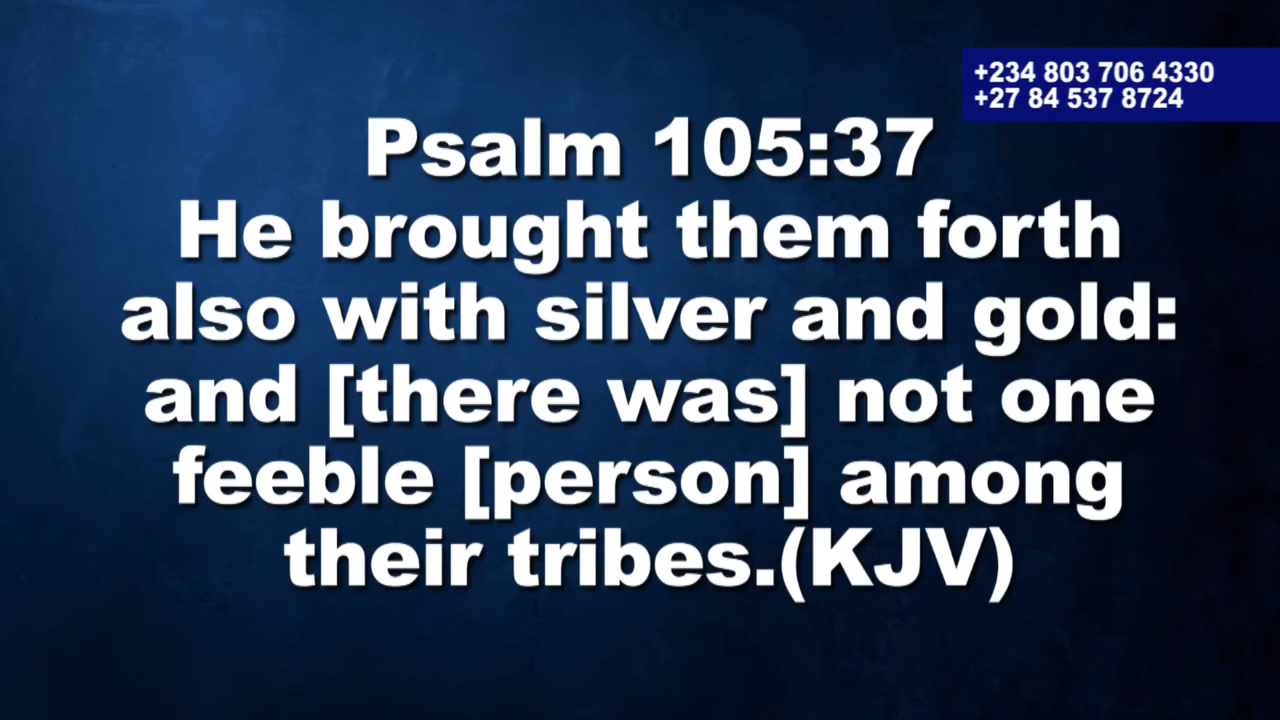 +234 803 706 4330
+27 84 537 8724
Psalm 105:37
He brought them forth
also with silver and gold:
and [there was] not one
feeble [person] among
their tribes.(KJV)